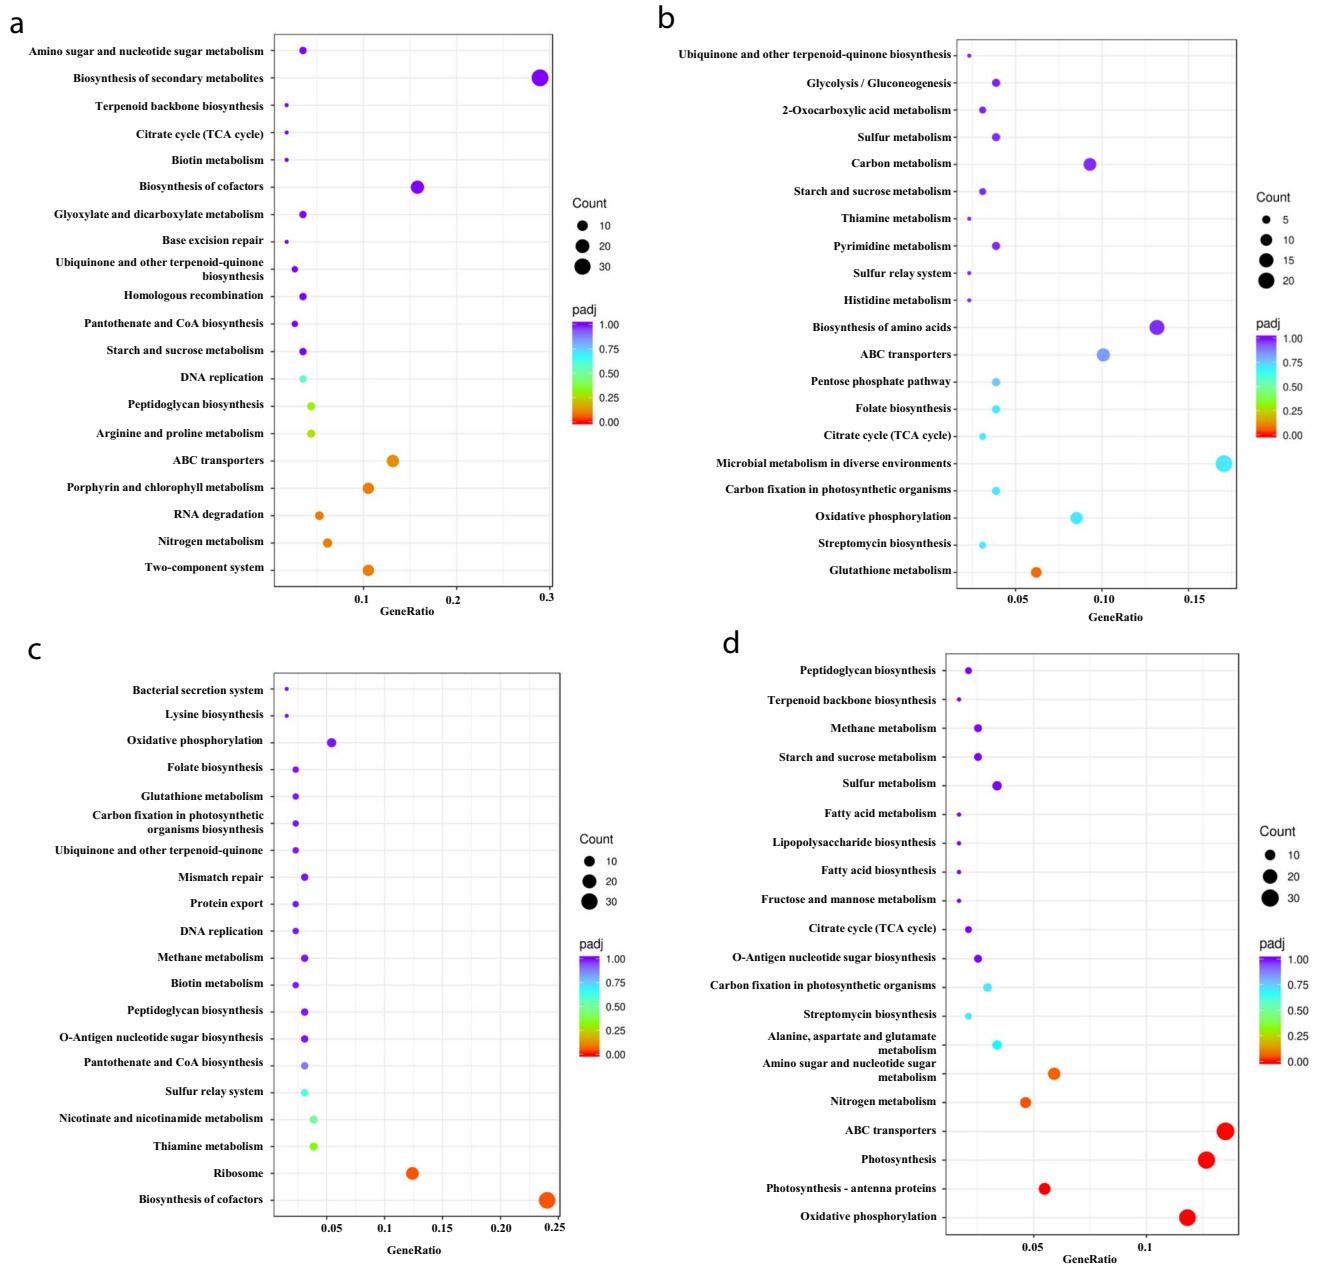 a
Amino sugar and nucleotide sugar metabolism
Biosynthesis of secondary metabolites
Terpenoid backbone biosynthesis
Citrate cycle (TCA cycle)
Biotin metabolism
Biosynthesis of cofactors
Glyoxylate and dicarboxylate metabolism
Base excision repair
Ubiquinone and other terpenoid-quinone
biosynthesis
Homologous recombination
Pantothenate and CoA biosynthesis
Starch and sucrose metabolism
DNA replication
Peptidoglycan biosynthesis
Arginine and proline metabolism
ABC transporters
Porphyrin and chlorophyll metabolism
RNA degradation
Nitrogen metabolism
Two-component system
0.1 0.2 0.3
GeneRatio
Count
10
20
30
padj
1.00
0.75
0.50
0.25
0.00
b
Ubiquinone and other terpenoid-quinone biosynthesis
Glycolysis / Gluconeogenesis
2-Oxocarboxylic acid metabolism
Sulfur metabolism
Carbon metabolism
Starch and sucrose metabolism
Thiamine metabolism
Pyrimidine metabolism
Sulfur relay system
Histidine metabolism
Biosynthesis of amino acids
ABC transporters
Pentose phosphate pathway
Folate biosynthesis
Citrate cycle (TCA cycle)
Microbial metabolism in diverse environments
Carbon fixation in photosynthetic organisms
Oxidative phosphorylation
Streptomycin biosynthesis
Glutathione metabolism
0.05 0.10 0.15
GeneRatio
Count
5
10
15
20
padj
1.00
0.75
0.50
0.25
0.00
c
Bacterial secretion system
Lysine biosynthesis
Oxidative phosphorylation
Folate biosynthesis
Glutathione metabolism
Carbon fixation in photosynthetic
organisms biosynthesis
Ubiquinone and other terpenoid-quinone
Mismatch repair
Protein export
DNA replication
Methane metabolism
Biotin metabolism
Peptidoglycan biosynthesis
O-Antigen nucleotide sugar biosynthesis
Pantothenate and CoA biosynthesis
Sulfur relay system
Nicotinate and nicotinamide metabolism
Thiamine metabolism
Ribosome
Biosynthesis of cofactors
0.05 0.1 0.15 0.20 0.25
GeneRatio
Count
10
20
30
padj
1.00
0.75
0.50
0.25
0.00
d
Peptidoglycan biosynthesis
Terpenoid backbone biosynthesis
Methane metabolism
Starch and sucrose metabolism
Sulfur metabolism
Fatty acid metabolism
Lipopolysaccharide biosynthesis
Fatty acid biosynthesis
Fructose and mannose metabolism
Citrate cycle (TCA cycle)
O-Antigen nucleotide sugar biosynthesis
Carbon fixation in photosynthetic organisms
Streptomycin biosynthesis
Alanine, aspartate and glutamate
metabolism
Amino sugar and nucleotide sugar
metabolism
Nitrogen metabolism
ABC transporters
Photosynthesis
Photosynthesis - antenna proteins
Oxidative phosphorylation
0.05 0.1
GeneRatio
Count
10
20
30
padj
1.00
0.75
0.50
0.25
0.00